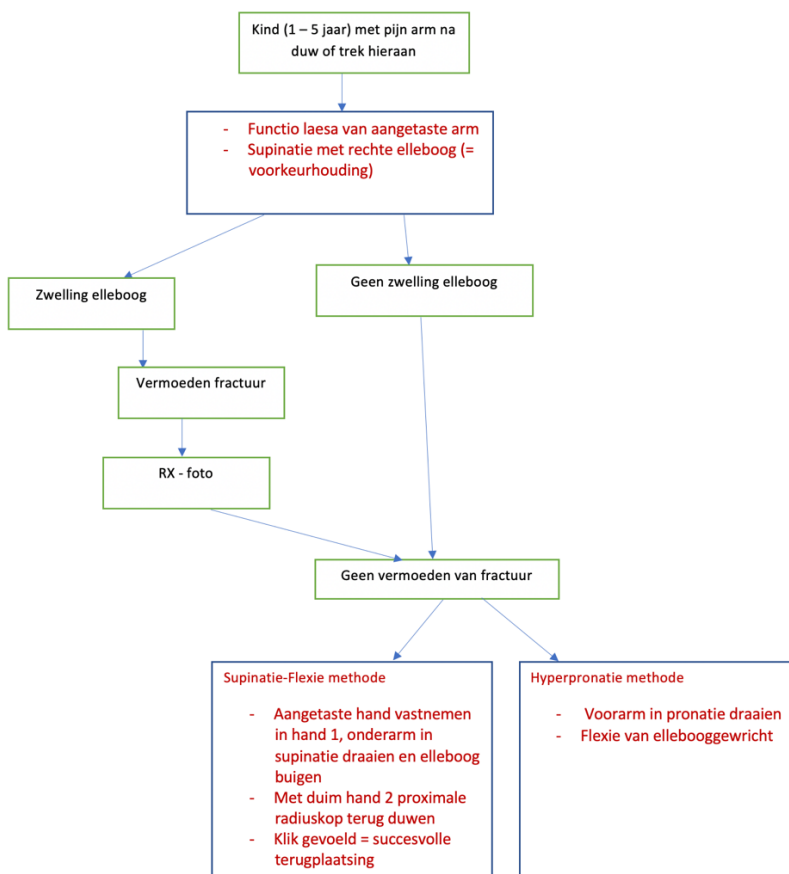 Kind (1 – 5 jaar) met pijn arm na
duw of trek hieraan
- Functio laesa van aangetaste arm
- Supinatie met rechte elleboog (=
voorkeurhouding)
Zwelling elleboog
Geen zwelling elleboog
Vermoeden fractuur
RX - foto
Geen vermoeden van fractuur
Supinatie-Flexie methode
- Aangetaste hand vastnemen
in hand 1, onderarm in
supinatie draaien en elleboog
buigen
- Met duim hand 2 proximale
radiuskop terug duwen
- Klik gevoeld = succesvolle
terugplaatsing
Hyperpronatie methode
- Voorarm in pronatie draaien
- Flexie van ellebooggewricht